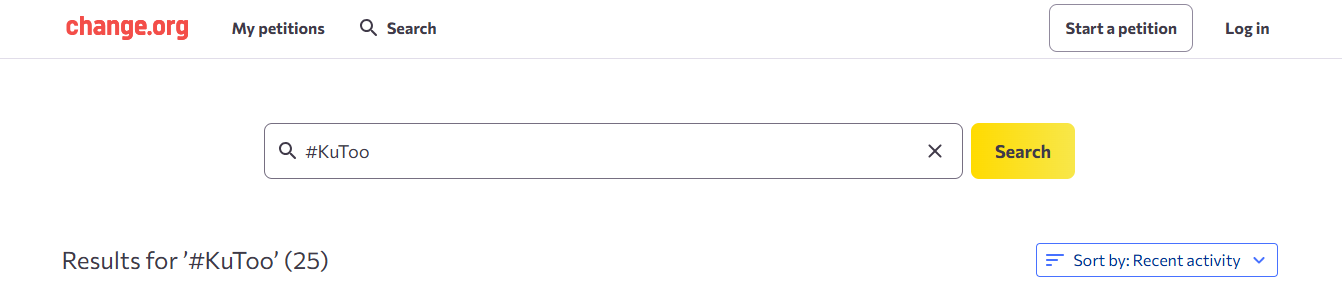 change.org My petitions Search Start a petition Log in
#KuToo Search
Results for ’#KuToo’ (25) Sort by: Recent activity